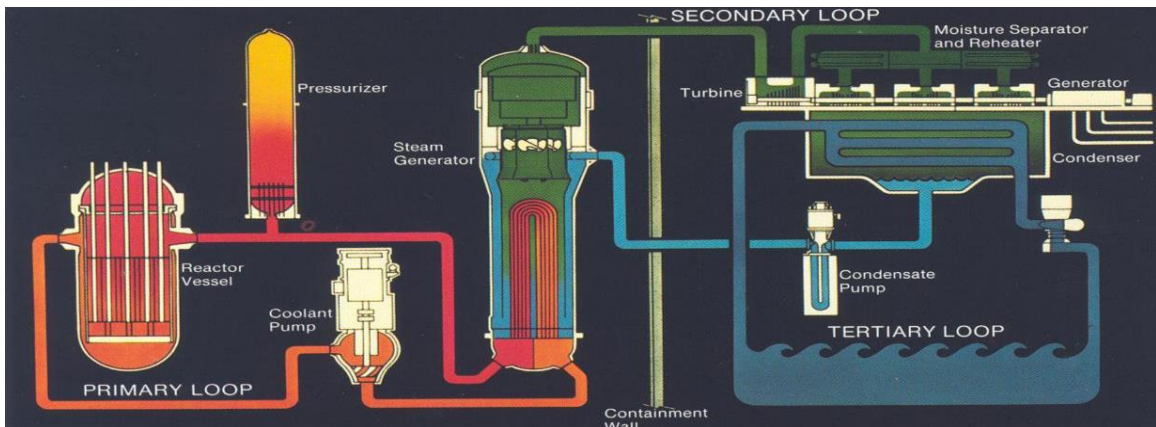 SECONDARY LOOP
Moisture Separator
and Reheater
Pressurizer
Turbine
Generator
Steam
Generator
Condenser
Reactor
Vessel
Coolant
Pump
Condensate
Pump
TERTIARY LOOP
PRIMARY LOOP
Containment
Wall